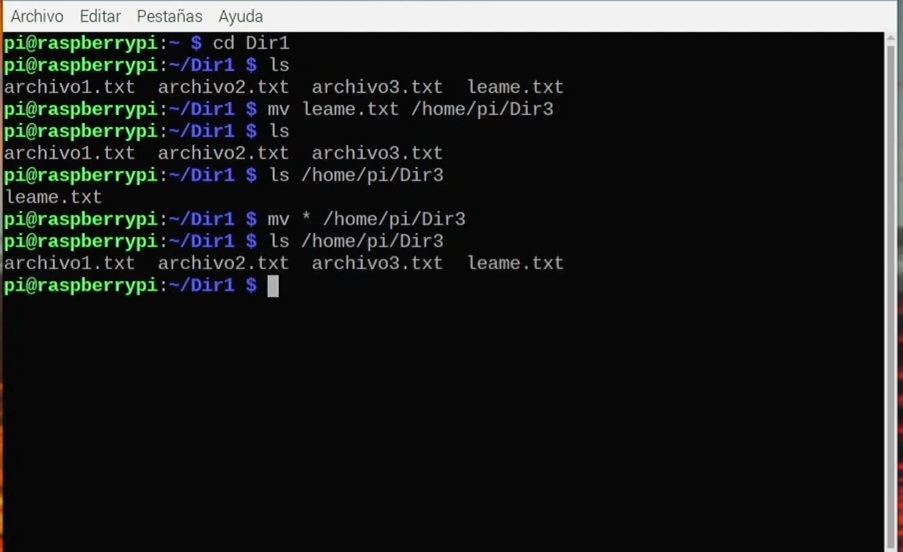 Archivo Editar Pestañas Ayuda
pi@raspberrypi:~ $ cd Dir1
pi@raspberrypi:~/Dir1 $ ls
archivo1.txt  archivo2.txt  archivo3.txt  leame.txt
pi@raspberrypi:~/Dir1 $ mv leame.txt /home/pi/Dir3
pi@raspberrypi:~/Dir1 $ ls
archivo1.txt  archivo2.txt  archivo3.txt
pi@raspberrypi:~/Dir1 $ ls /home/pi/Dir3
leame.txt
pi@raspberrypi:~/Dir1 $ mv * /home/pi/Dir3
pi@raspberrypi:~/Dir1 $ ls /home/pi/Dir3
archivo1.txt  archivo2.txt  archivo3.txt  leame.txt
pi@raspberrypi:~/Dir1 $